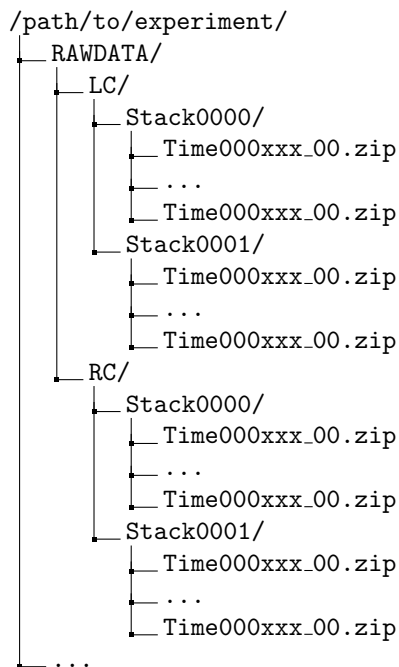 /path/to/experiment/
RAWDATA/
LC/
Stack0000/
Time000xxx_00.zip
...
Time000xxx_00.zip
Stack0001/
Time000xxx_00.zip
...
Time000xxx_00.zip
RC/
Stack0000/
Time000xxx_00.zip
...
Time000xxx_00.zip
Stack0001/
Time000xxx_00.zip
...
Time000xxx_00.zip
...